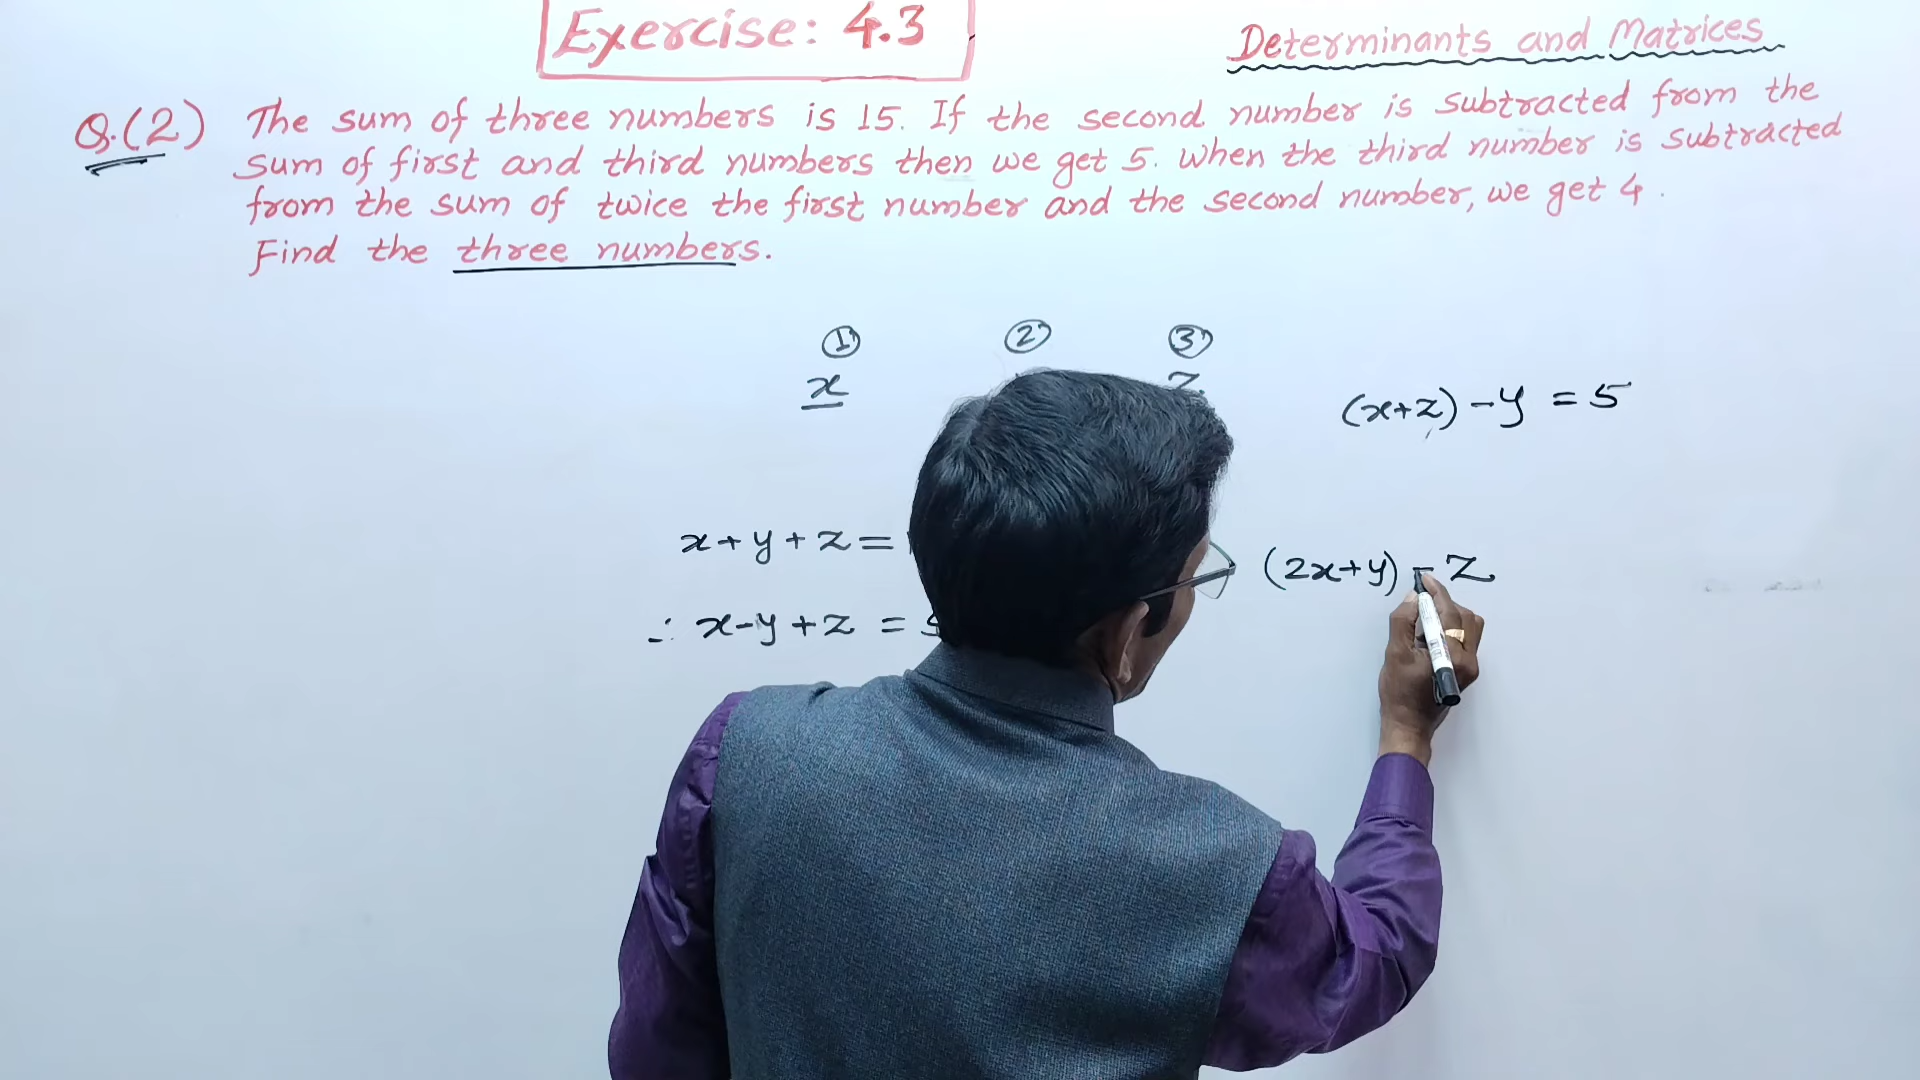 Exercise: 4.3
Determinants and Matrices
Q.(2) The sum of three numbers is 15. If the second number is subtracted from the
sum of first and third numbers then we get 5. When the third number is subtracted
from the sum of twice the first number and the second number, we get 4.
Find the three numbers.
① ② ③
x z
(x+z) - y = 5
x + y + z =
(2x+y) - z
∴ x - y + z = 5